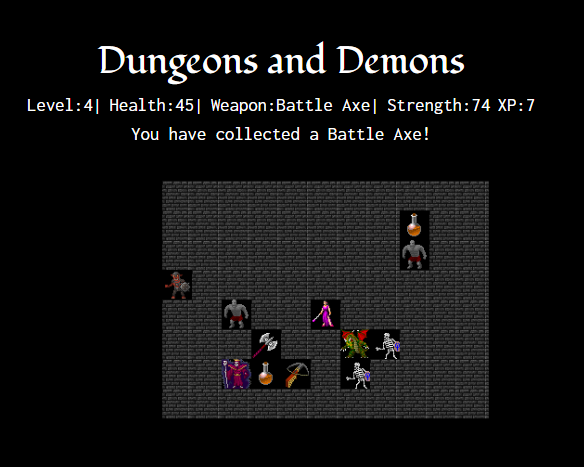 Dungeons and Demons
Level:4| Health:45| Weapon:Battle Axe| Strength:74 XP:7
You have collected a Battle Axe!